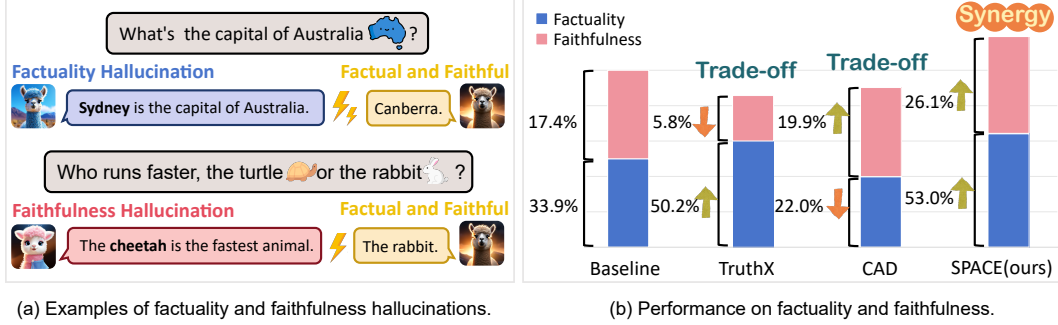 What's the capital of Australia ?
Factuality Hallucination
Factual and Faithful
Sydney is the capital of Australia.
Canberra.
Who runs faster, the turtle or the rabbit ?
Faithfulness Hallucination
Factual and Faithful
The cheetah is the fastest animal.
The rabbit.
(a) Examples of factuality and faithfulness hallucinations.
Factuality
Faithfulness
Trade-off
Trade-off
Synergy
17.4%
5.8%
19.9%
26.1%
33.9%
50.2%
22.0%
53.0%
Baseline
TruthX
CAD
SPACE(ours)
(b) Performance on factuality and faithfulness.